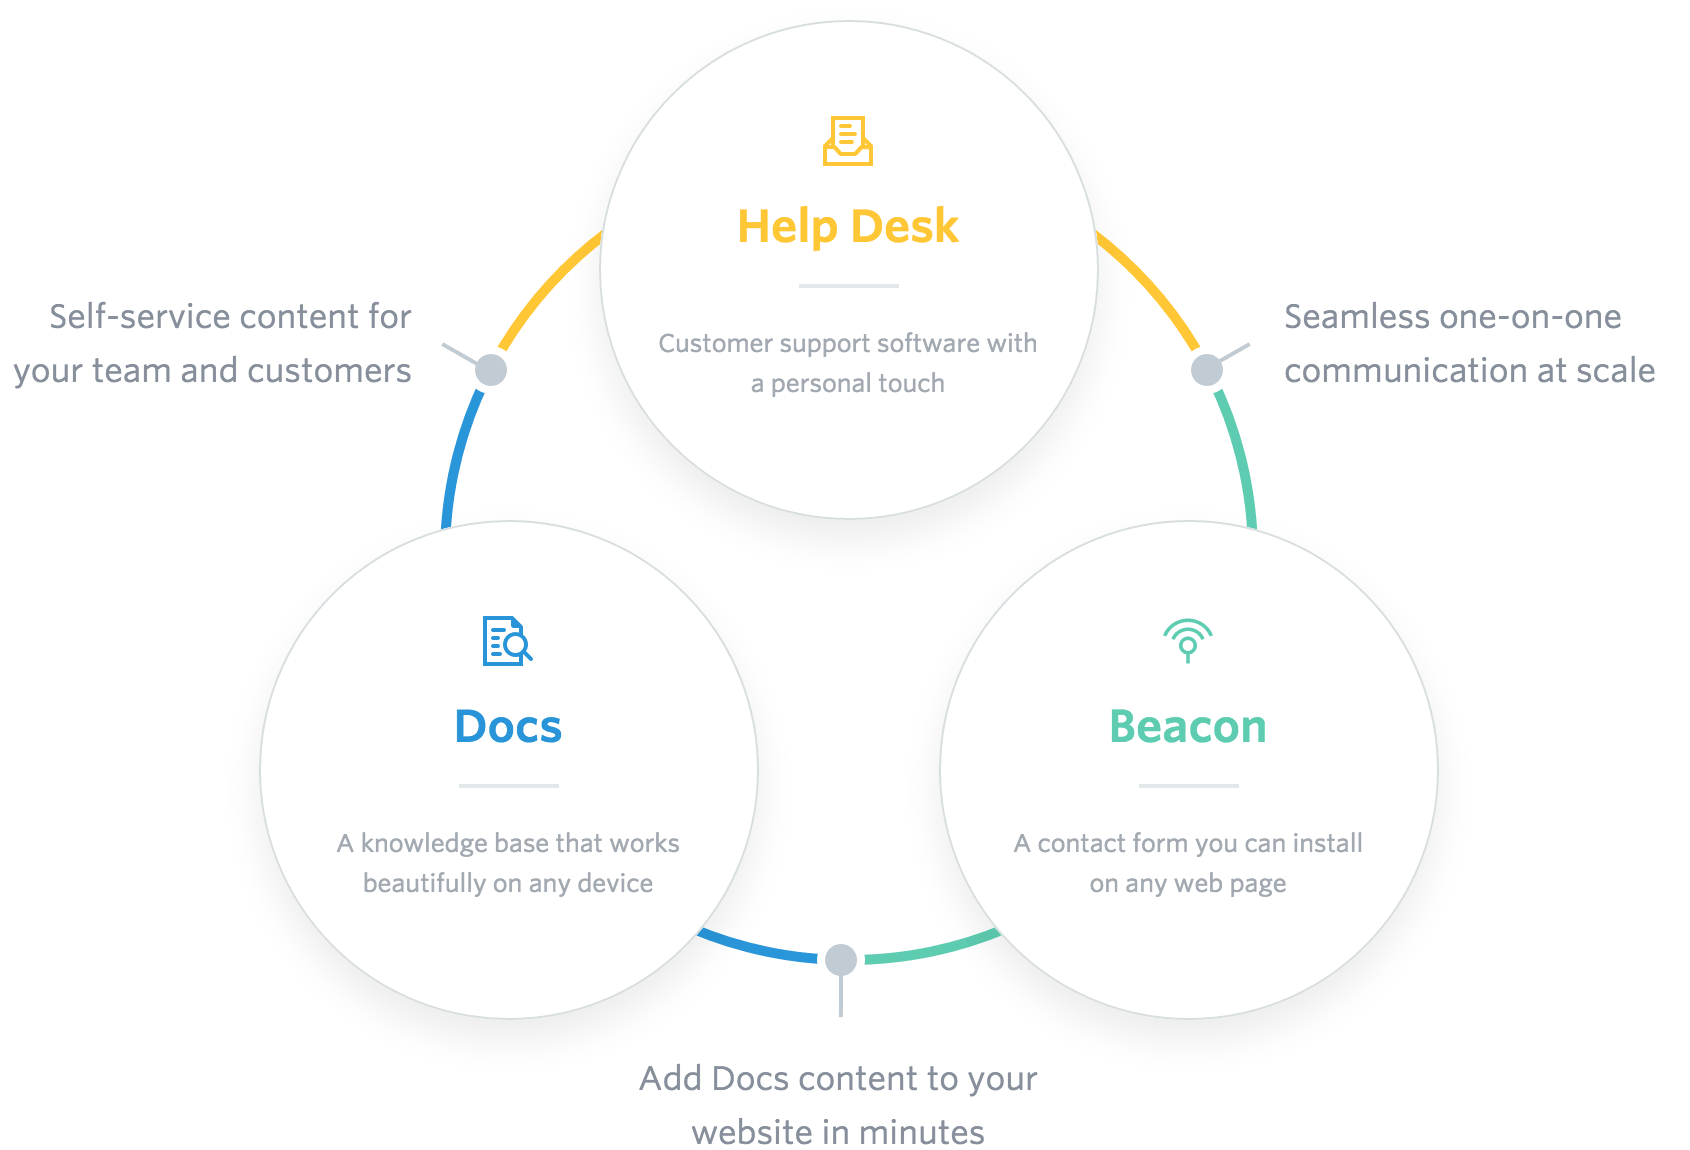 Help Desk
Customer support software with
a personal touch
Self-service content for
your team and customers
Seamless one-on-one
communication at scale
Docs
A knowledge base that works
beautifully on any device
Beacon
A contact form you can install
on any web page
Add Docs content to your
website in minutes